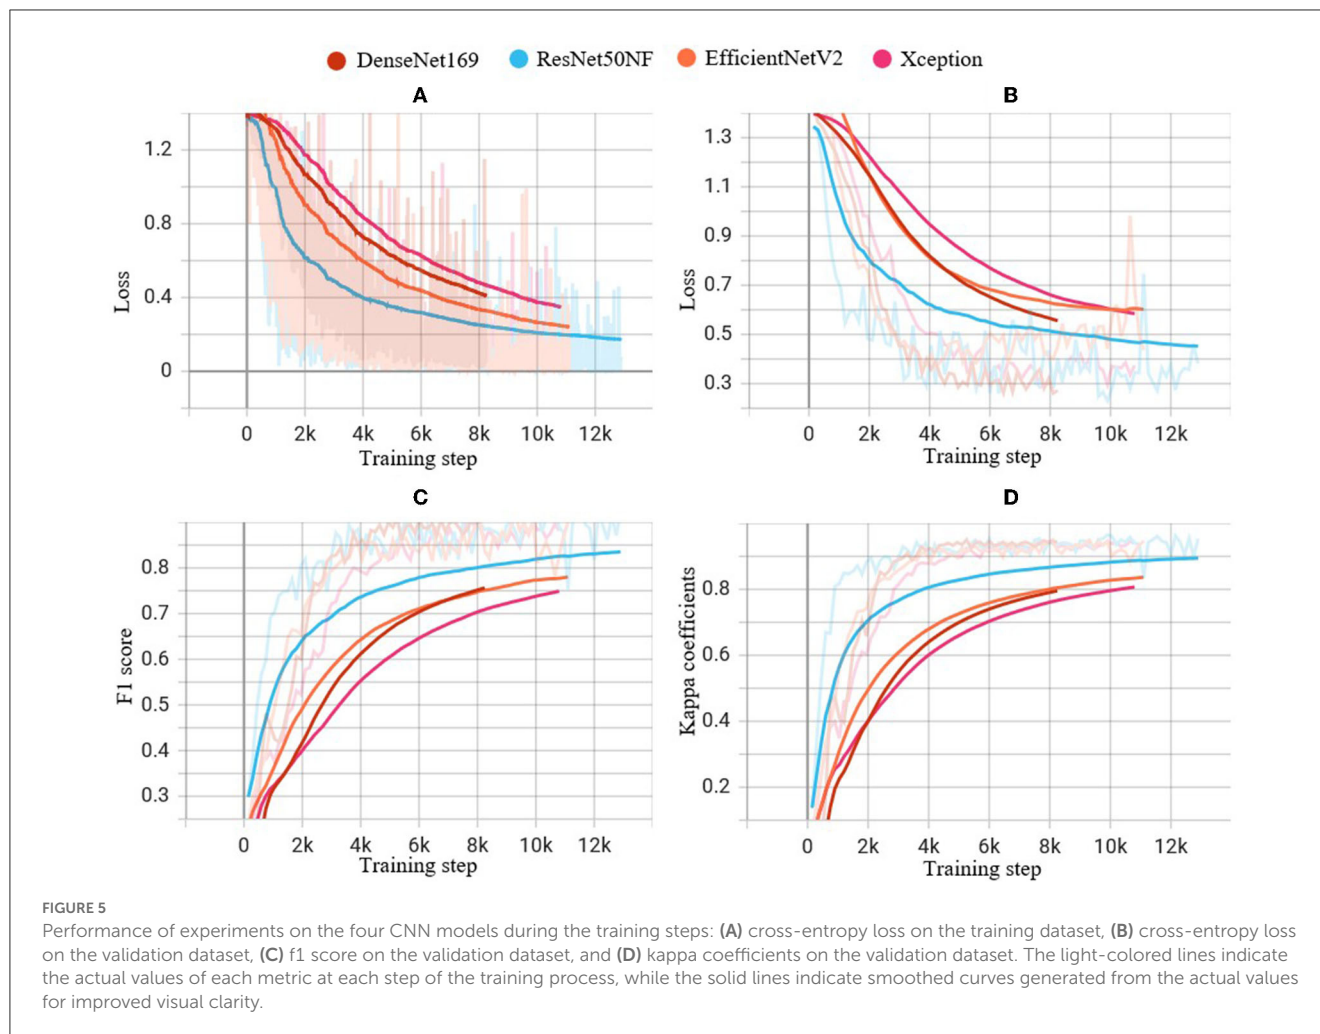 DenseNet169 ResNet50NF EfficientNetV2 Xception
A
1.2
0.8
0.4
0
Loss
0 2k 4k 6k 8k 10k 12k
Training step
B
1.3
1.1
0.9
0.7
0.5
0.3
Loss
0 2k 4k 6k 8k 10k 12k
Training step
C
0.8
0.7
0.6
0.5
0.4
0.3
F1 score
0 2k 4k 6k 8k 10k 12k
Training step
D
0.8
0.6
0.4
0.2
Kappa coefficients
0 2k 4k 6k 8k 10k 12k
Training step
FIGURE 5
Performance of experiments on the four CNN models during the training steps: (A) cross-entropy loss on the training dataset, (B) cross-entropy loss
on the validation dataset, (C) f1 score on the validation dataset, and (D) kappa coefficients on the validation dataset. The light-colored lines indicate
the actual values of each metric at each step of the training process, while the solid lines indicate smoothed curves generated from the actual values
for improved visual clarity.